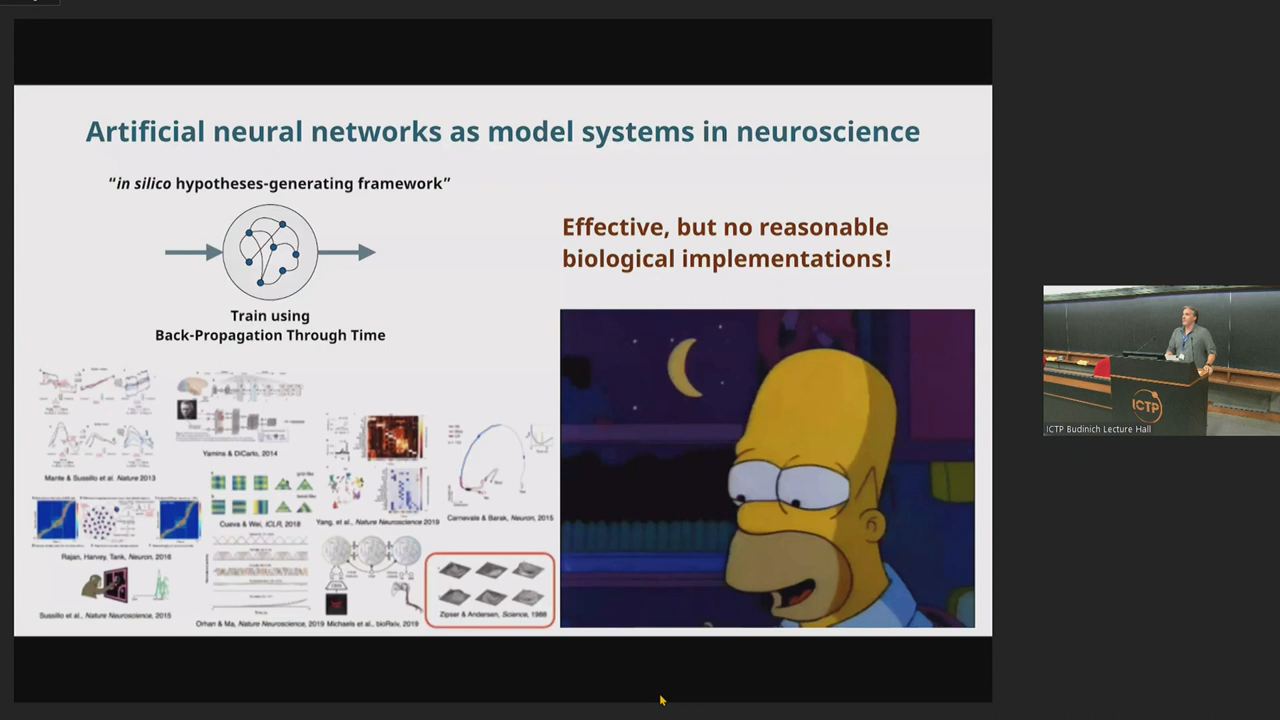 Artificial neural networks as model systems in neuroscience
“in silico hypotheses-generating framework”
Train using
Back-Propagation Through Time
Effective, but no reasonable
biological implementations!
Mante & Sussillo et al. Nature 2013
Yamins & DiCarlo, 2014
Cueva & Wei, ICLR, 2018
Yang, et al., Nature Neuroscience 2019
Carnevale & Barak, Neuron, 2015
Rajan, Harvey, Tank, Neuron, 2016
Sussillo et al., Nature Neuroscience, 2015
Orhan & Ma, Nature Neuroscience, 2019
Michaels et al., bioRxiv, 2019
Zipser & Andersen, Science, 1988
ICTP
ICTP Budinich Lecture Hall